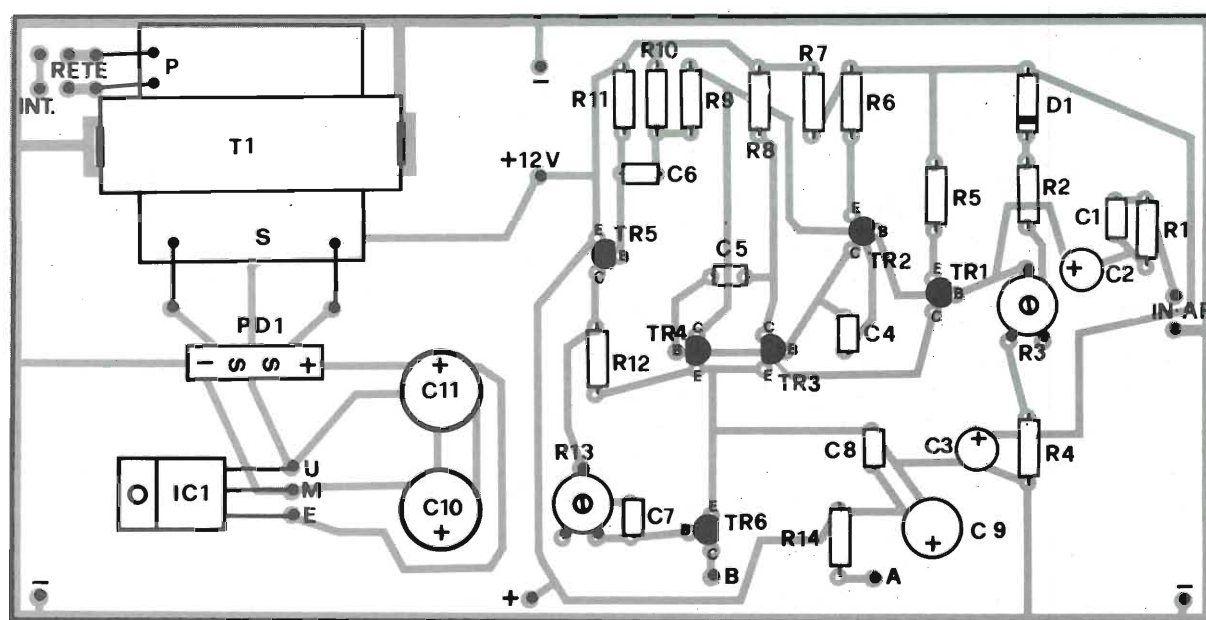 RETE
P
INT.
T1
S
PD1
– S S +
IC1
U
M
E
C11
+
C10
+
–
–
+12V
R10
R11
R9
R8
R7
R6
D1
C6
R5
R2
C1
R1
E
TR5
B
C
C5
E
B
TR2
C
E
TR1
B
C
+
C2
IN AF
R3
C
TR4
B
E
C
B
E
TR3
C4
R12
R13
C8
C3
+
R4
C7
E
B
TR6
C
B
R14
C9
+
A
+
–